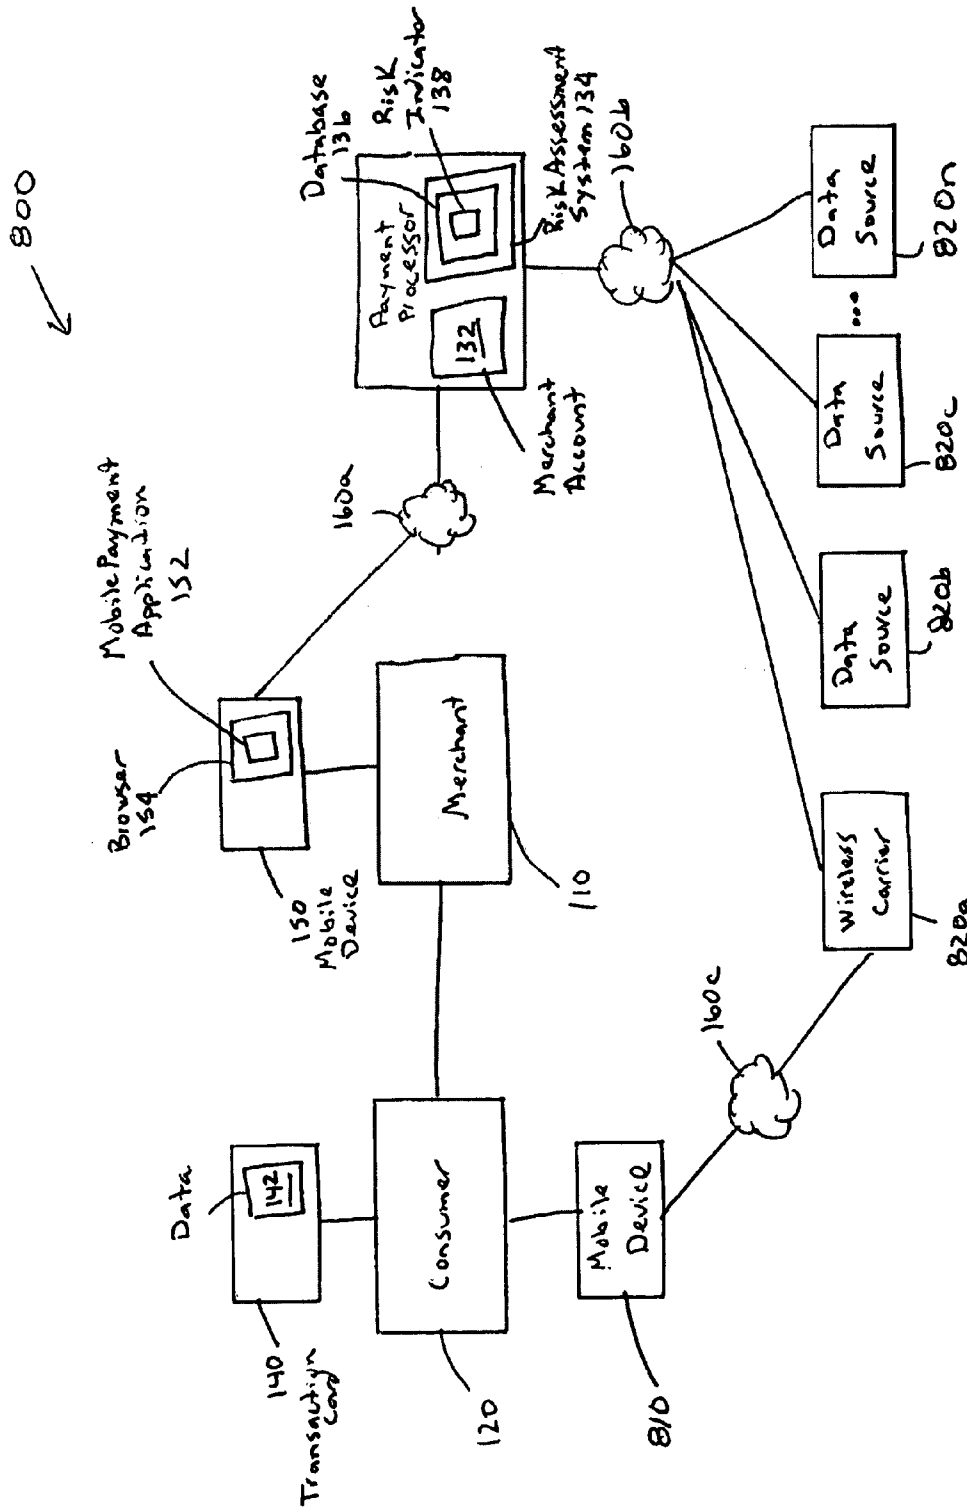 800
Data
142
140
Transaction
Card
Consumer
120
Mobile
Device
810
160c
Browser
154
Mobile Payment
Application
152
150
Mobile
Device
Merchant
110
160a
Payment
Processor
132
Merchant
Account
Database
136
Risk
Indicator
138
Risk Assessment
System 134
160b
Wireless
Carrier
820a
Data
Source
820b
Data
Source
820c
...
Data
Source
820n